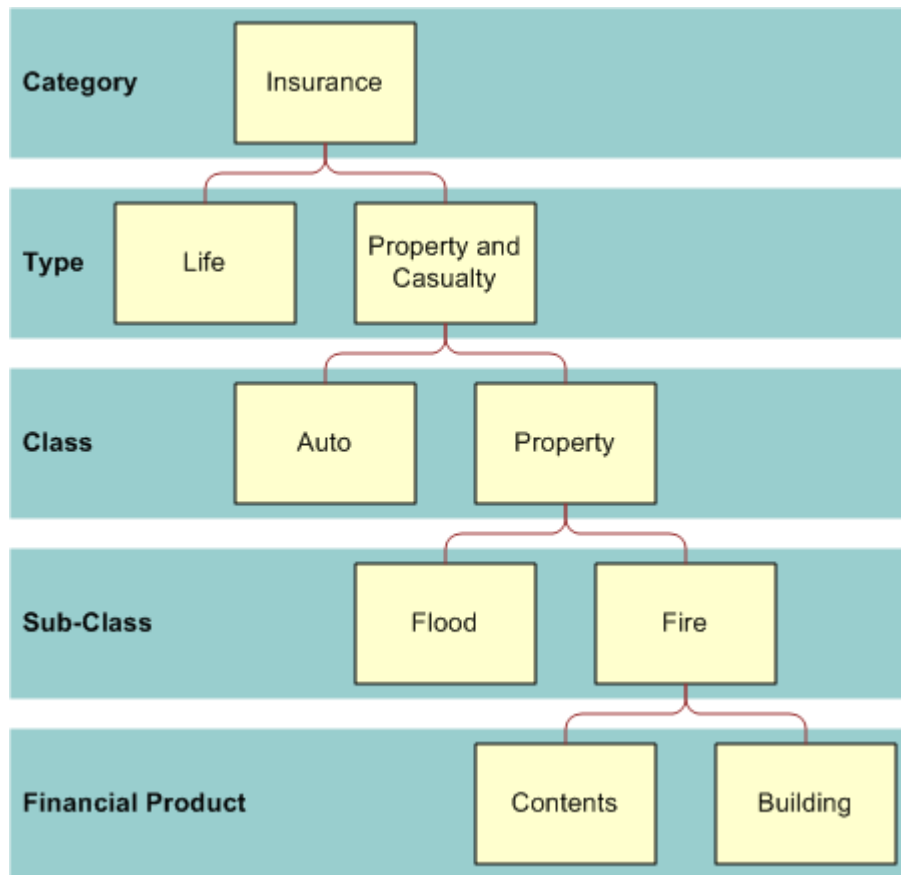 Category
Insurance
Type
Life
Property and
Casualty
Class
Auto
Property
Sub-Class
Flood
Fire
Financial Product
Contents
Building